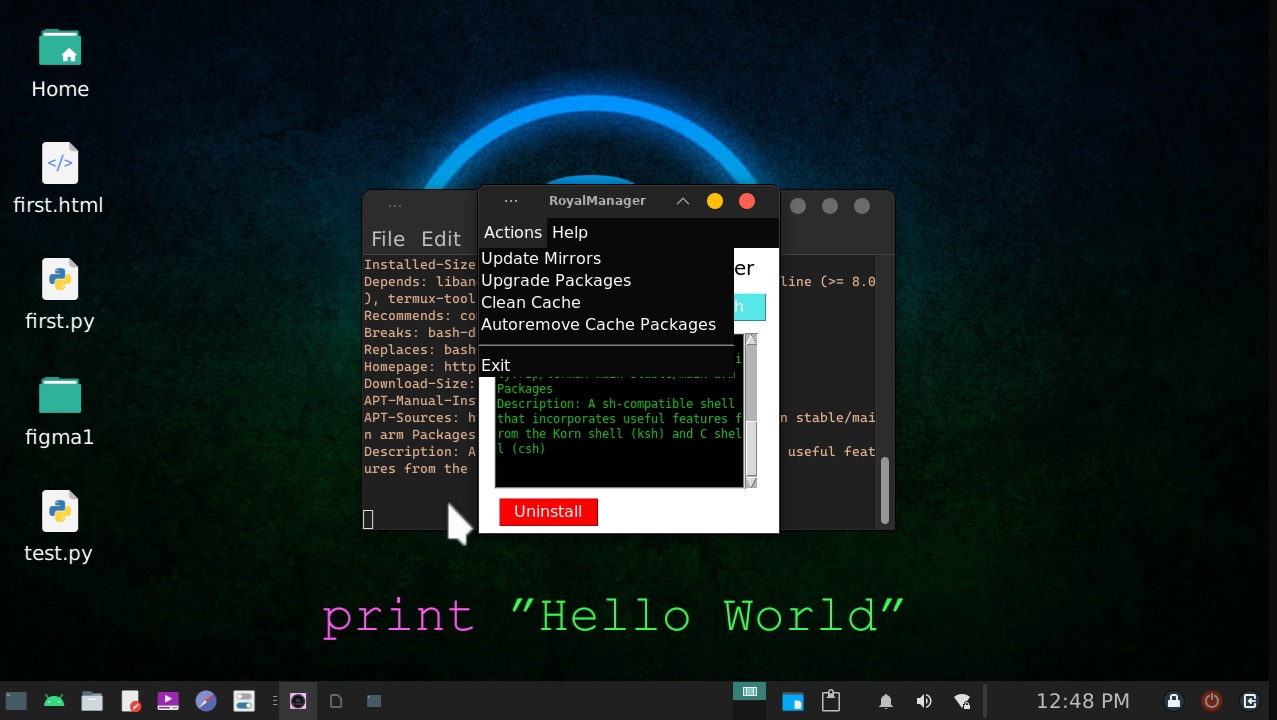 Home
first.html
first.py
figma1
test.py
File Edit
Installed-Size
Depends: liban
line (>= 8.0
), termux-tool
Recommends: co
Breaks: bash-d
Replaces: bash
Homepage: http
Download-Size:
APT-Manual-Ins
APT-Sources: h
n stable/mai
n arm Packages
Description: A
useful feat
ures from the
RoyalManager
Actions Help
Update Mirrors
Upgrade Packages
Clean Cache
Autoremove Cache Packages
Exit
er
h
Packages
Description: A sh-compatible shell
that incorporates useful features f
rom the Korn shell (ksh) and C shel
l (csh)
Uninstall
print "Hello World"
12:48 PM